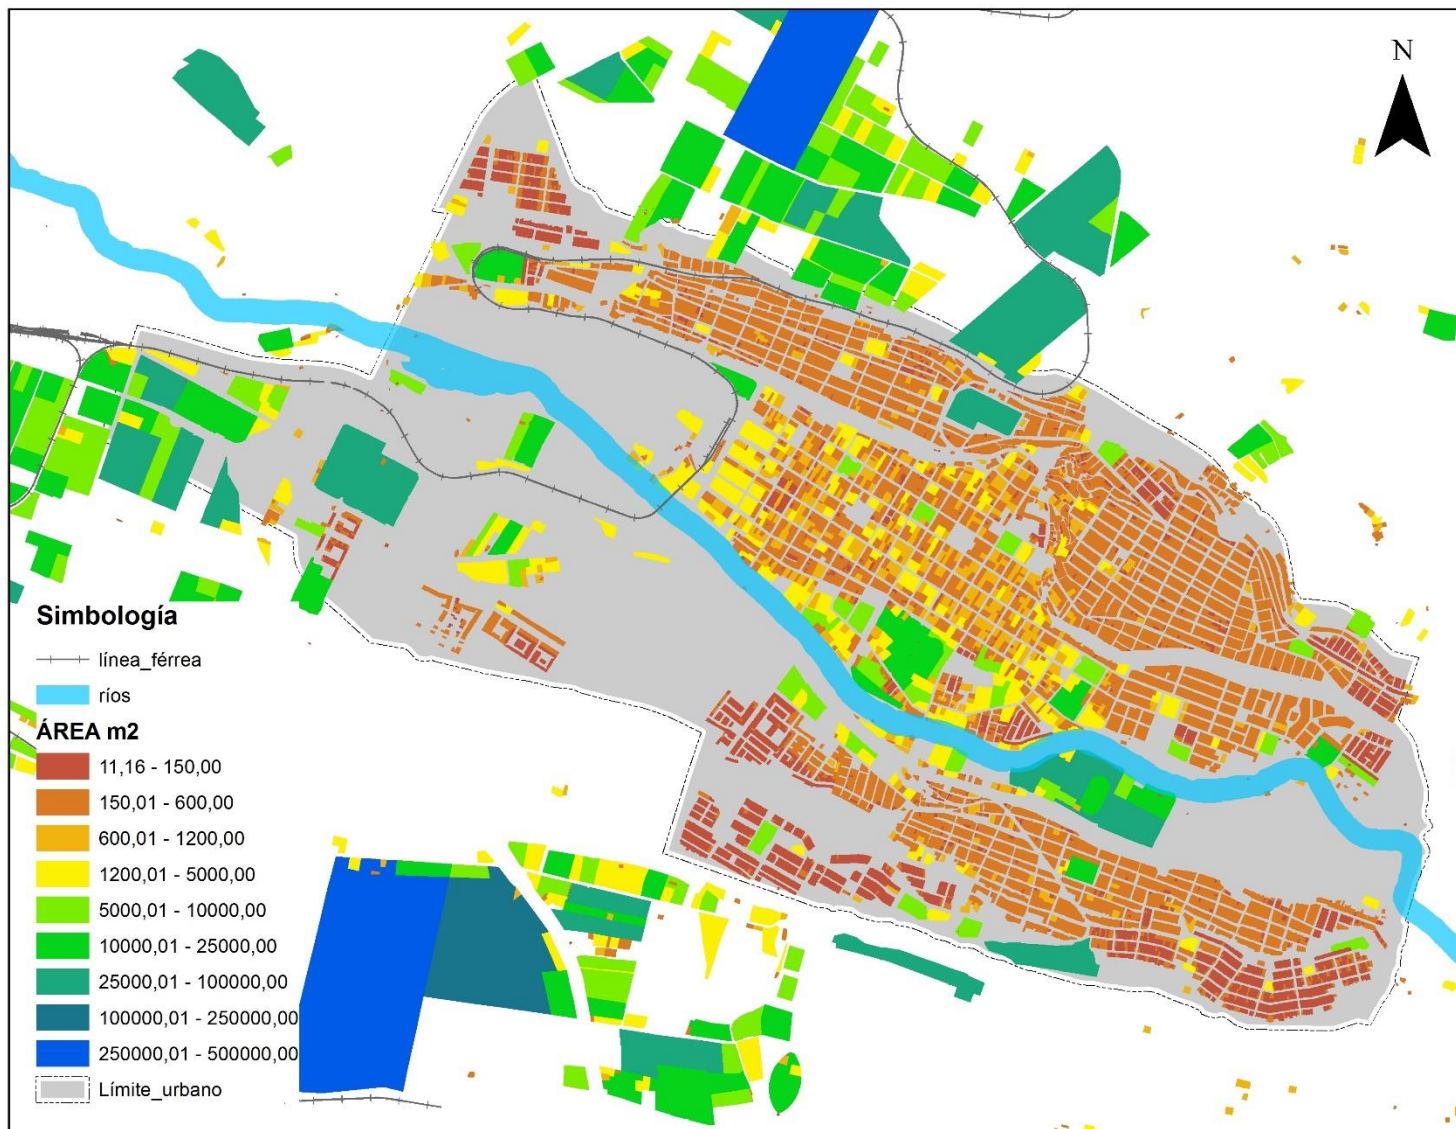 N
Simbología
línea_férrea
ríos
ÁREA m2
11,16 - 150,00
150,01 - 600,00
600,01 - 1200,00
1200,01 - 5000,00
5000,01 - 10000,00
10000,01 - 25000,00
25000,01 - 100000,00
100000,01 - 250000,00
250000,01 - 500000,00
Límite_urbano